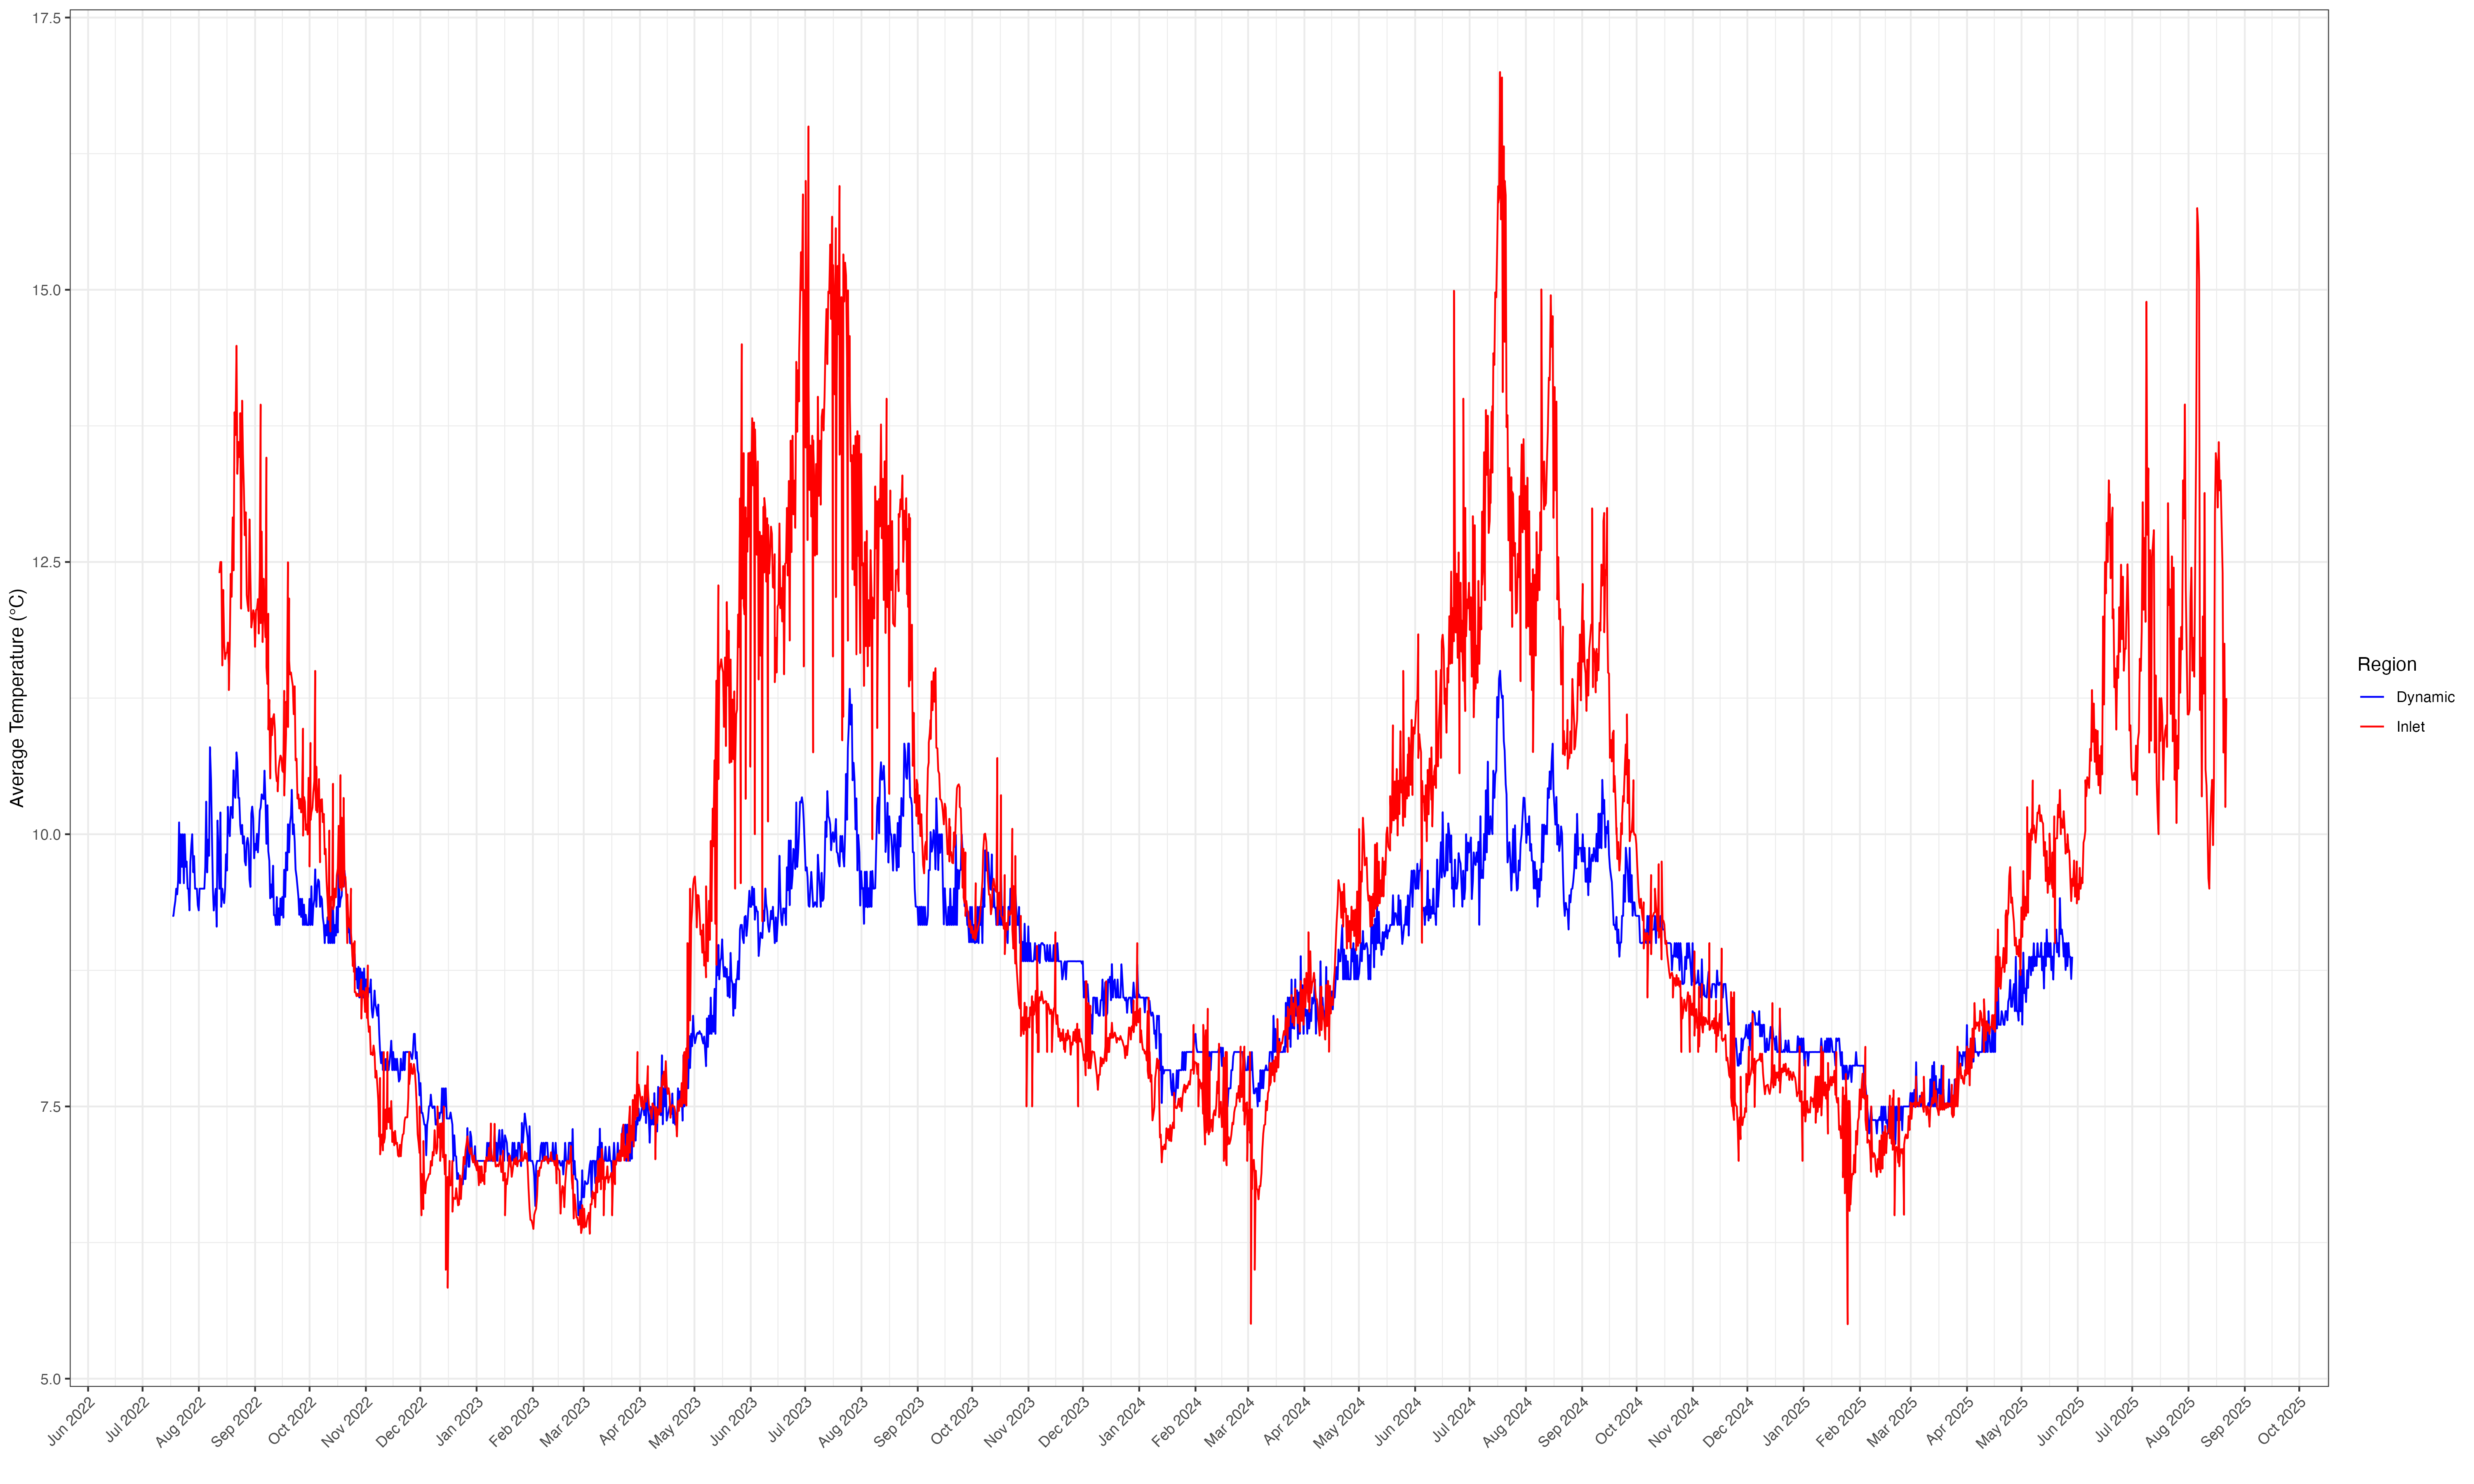 17.5
15.0
12.5
10.0
7.5
5.0
Average Temperature (°C)
Jun 2022
Jul 2022
Aug 2022
Sep 2022
Oct 2022
Nov 2022
Dec 2022
Jan 2023
Feb 2023
Mar 2023
Apr 2023
May 2023
Jun 2023
Jul 2023
Aug 2023
Sep 2023
Oct 2023
Nov 2023
Dec 2023
Jan 2024
Feb 2024
Mar 2024
Apr 2024
May 2024
Jun 2024
Jul 2024
Aug 2024
Sep 2024
Oct 2024
Nov 2024
Dec 2024
Jan 2025
Feb 2025
Mar 2025
Apr 2025
May 2025
Jun 2025
Jul 2025
Aug 2025
Sep 2025
Oct 2025
Region
Dynamic
Inlet